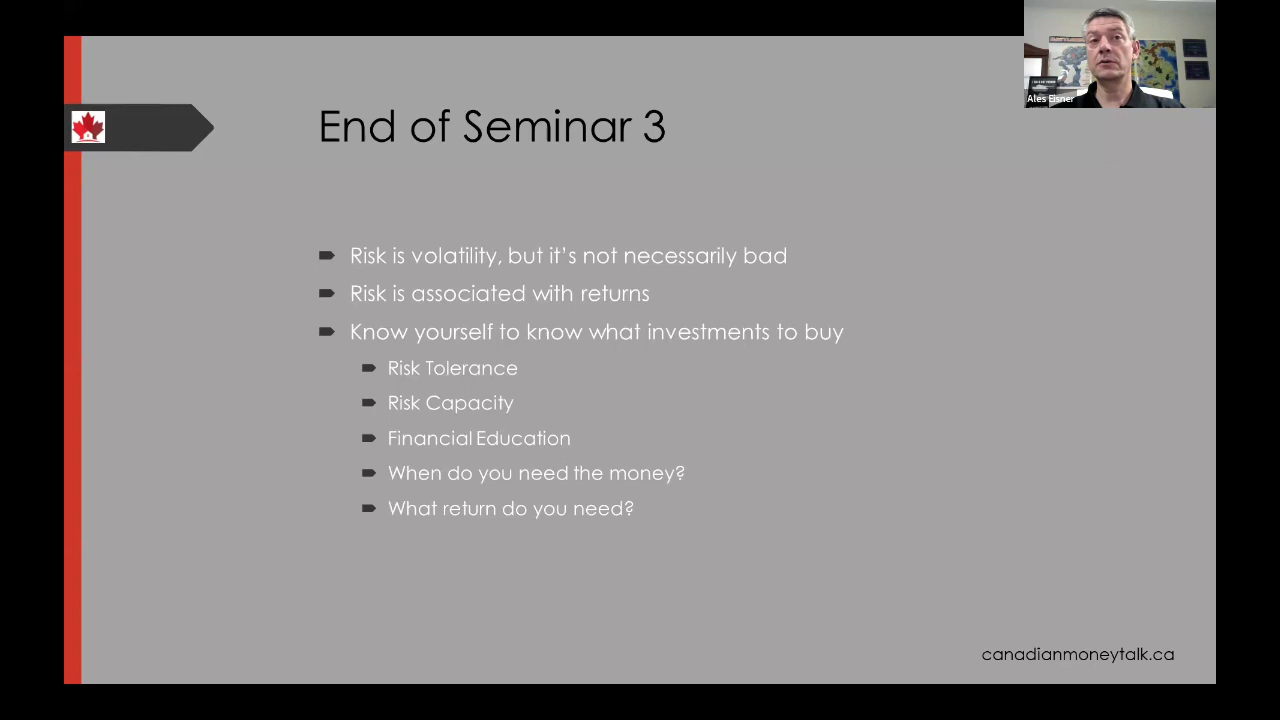 Ales Eisner
End of Seminar 3
Risk is volatility, but it's not necessarily bad
Risk is associated with returns
Know yourself to know what investments to buy
Risk Tolerance
Risk Capacity
Financial Education
When do you need the money?
What return do you need?
canadianmoneytalk.ca